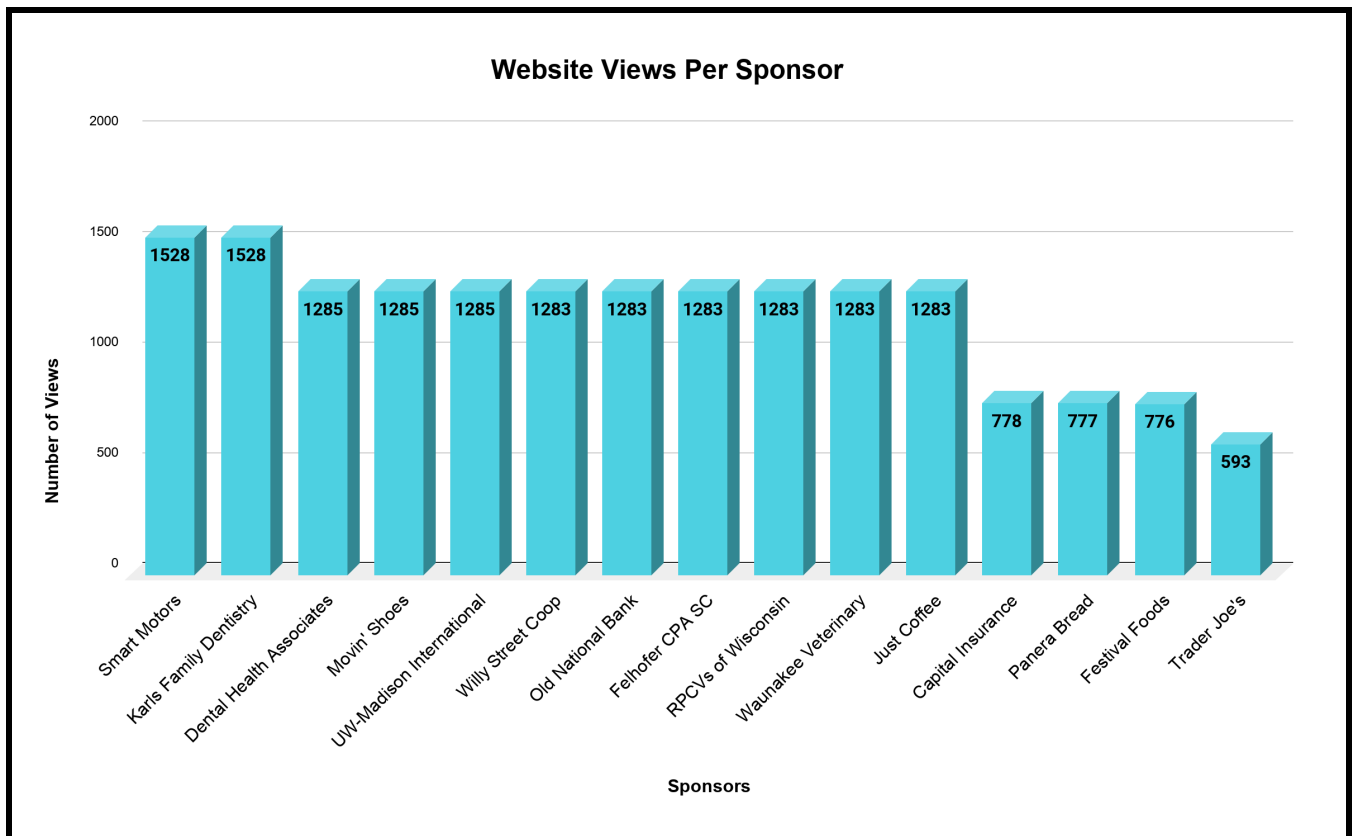 Website Views Per Sponsor
2000
1500
1000
500
0
Number of Views
1528
1528
1285
1285
1285
1283
1283
1283
1283
1283
1283
778
777
776
593
Smart Motors
Karls Family Dentistry
Dental Health Associates
Movin' Shoes
UW-Madison International
Willy Street Coop
Old National Bank
Felhofer CPA SC
RPCVs of Wisconsin
Waunakee Veterinary
Just Coffee
Capital Insurance
Panera Bread
Festival Foods
Trader Joe's
Sponsors